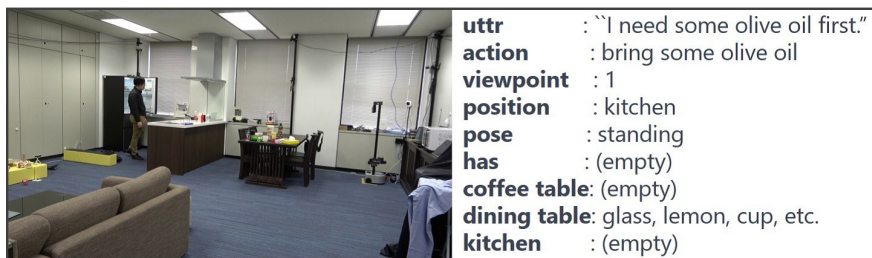 uttr : ``I need some olive oil first.”
action : bring some olive oil
viewpoint : 1
position : kitchen
pose : standing
has : (empty)
coffee table: (empty)
dining table: glass, lemon, cup, etc.
kitchen : (empty)